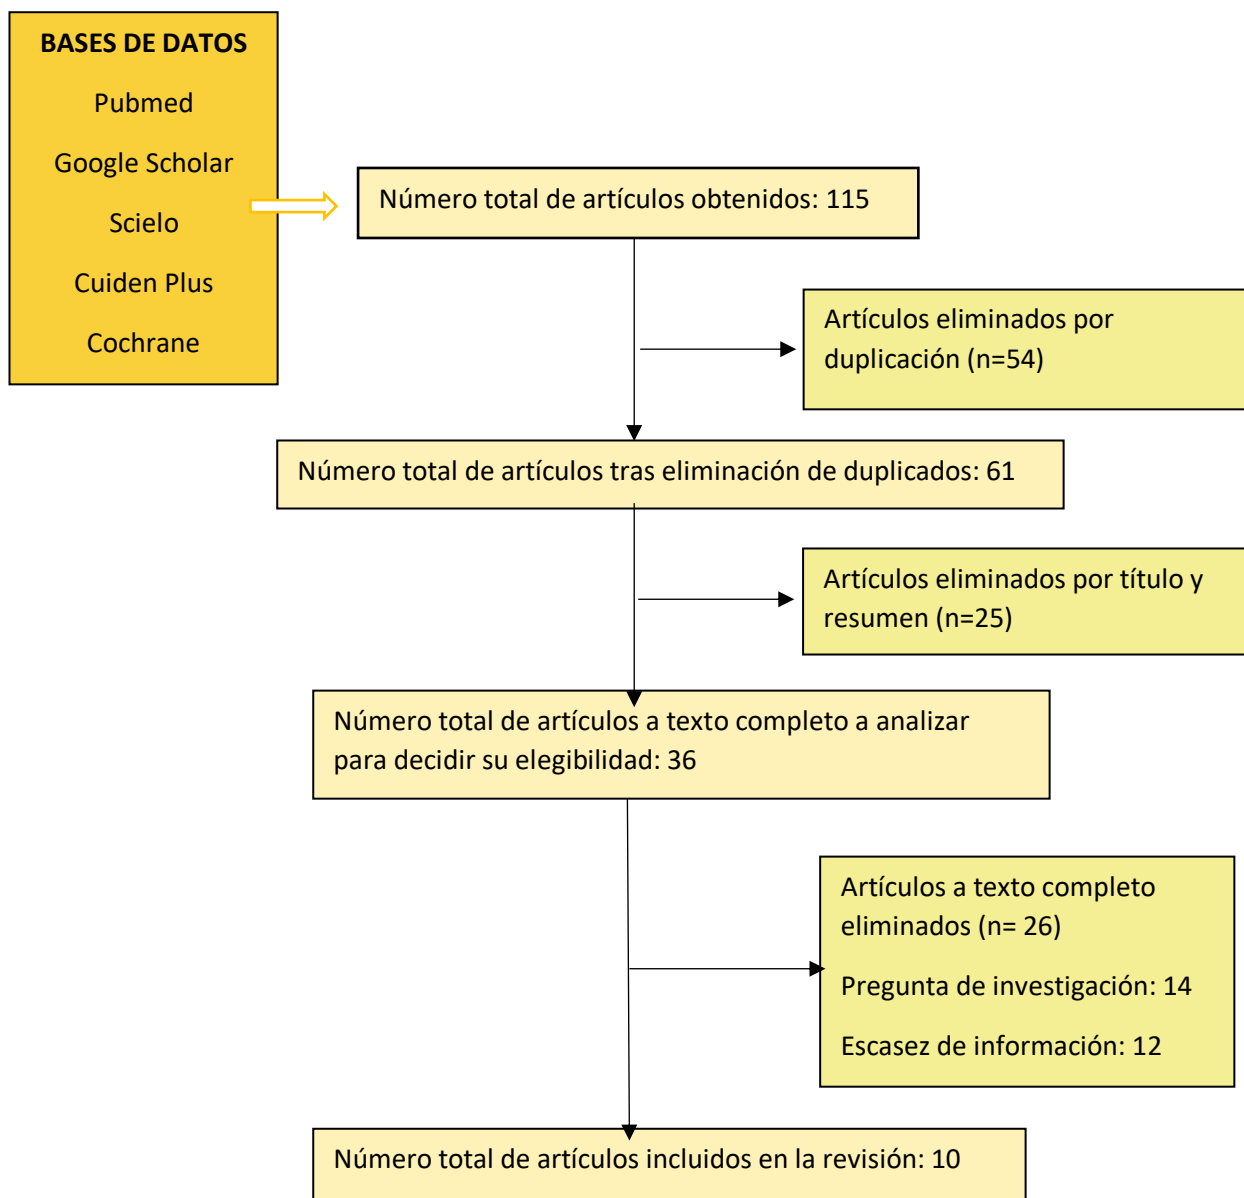 BASES DE DATOS
Pubmed
Google Scholar
Scielo
Cuiden Plus
Cochrane
Número total de artículos obtenidos: 115
Artículos eliminados por
duplicación (n=54)
Número total de artículos tras eliminación de duplicados: 61
Artículos eliminados por título y
resumen (n=25)
Número total de artículos a texto completo a analizar
para decidir su elegibilidad: 36
Artículos a texto completo
eliminados (n= 26)
Pregunta de investigación: 14
Escasez de información: 12
Número total de artículos incluidos en la revisión: 10